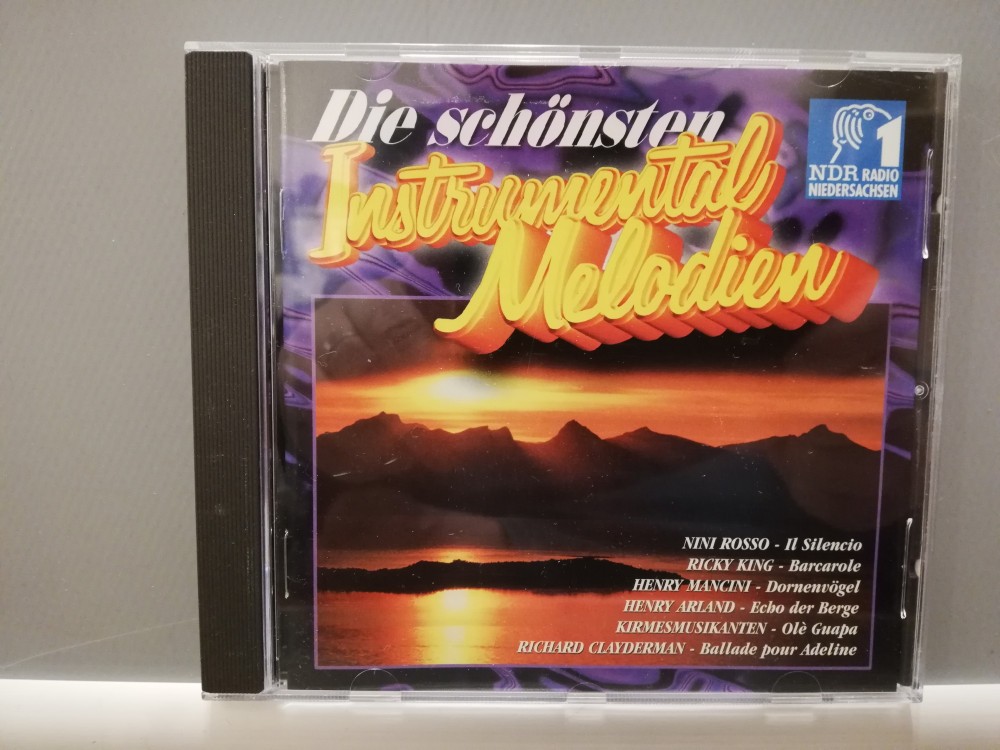 Die schönsten
Instrumental
Melodien
1
NDR RADIO
NIEDERSACHSEN
NINI ROSSO - Il Silencio
RICKY KING - Barcarole
HENRY MANCINI - Dornenvögel
HENRY ARLAND - Echo der Berge
KIRMESMUSIKANTEN - Olè Guapa
RICHARD CLAYDERMAN - Ballade pour Adeline